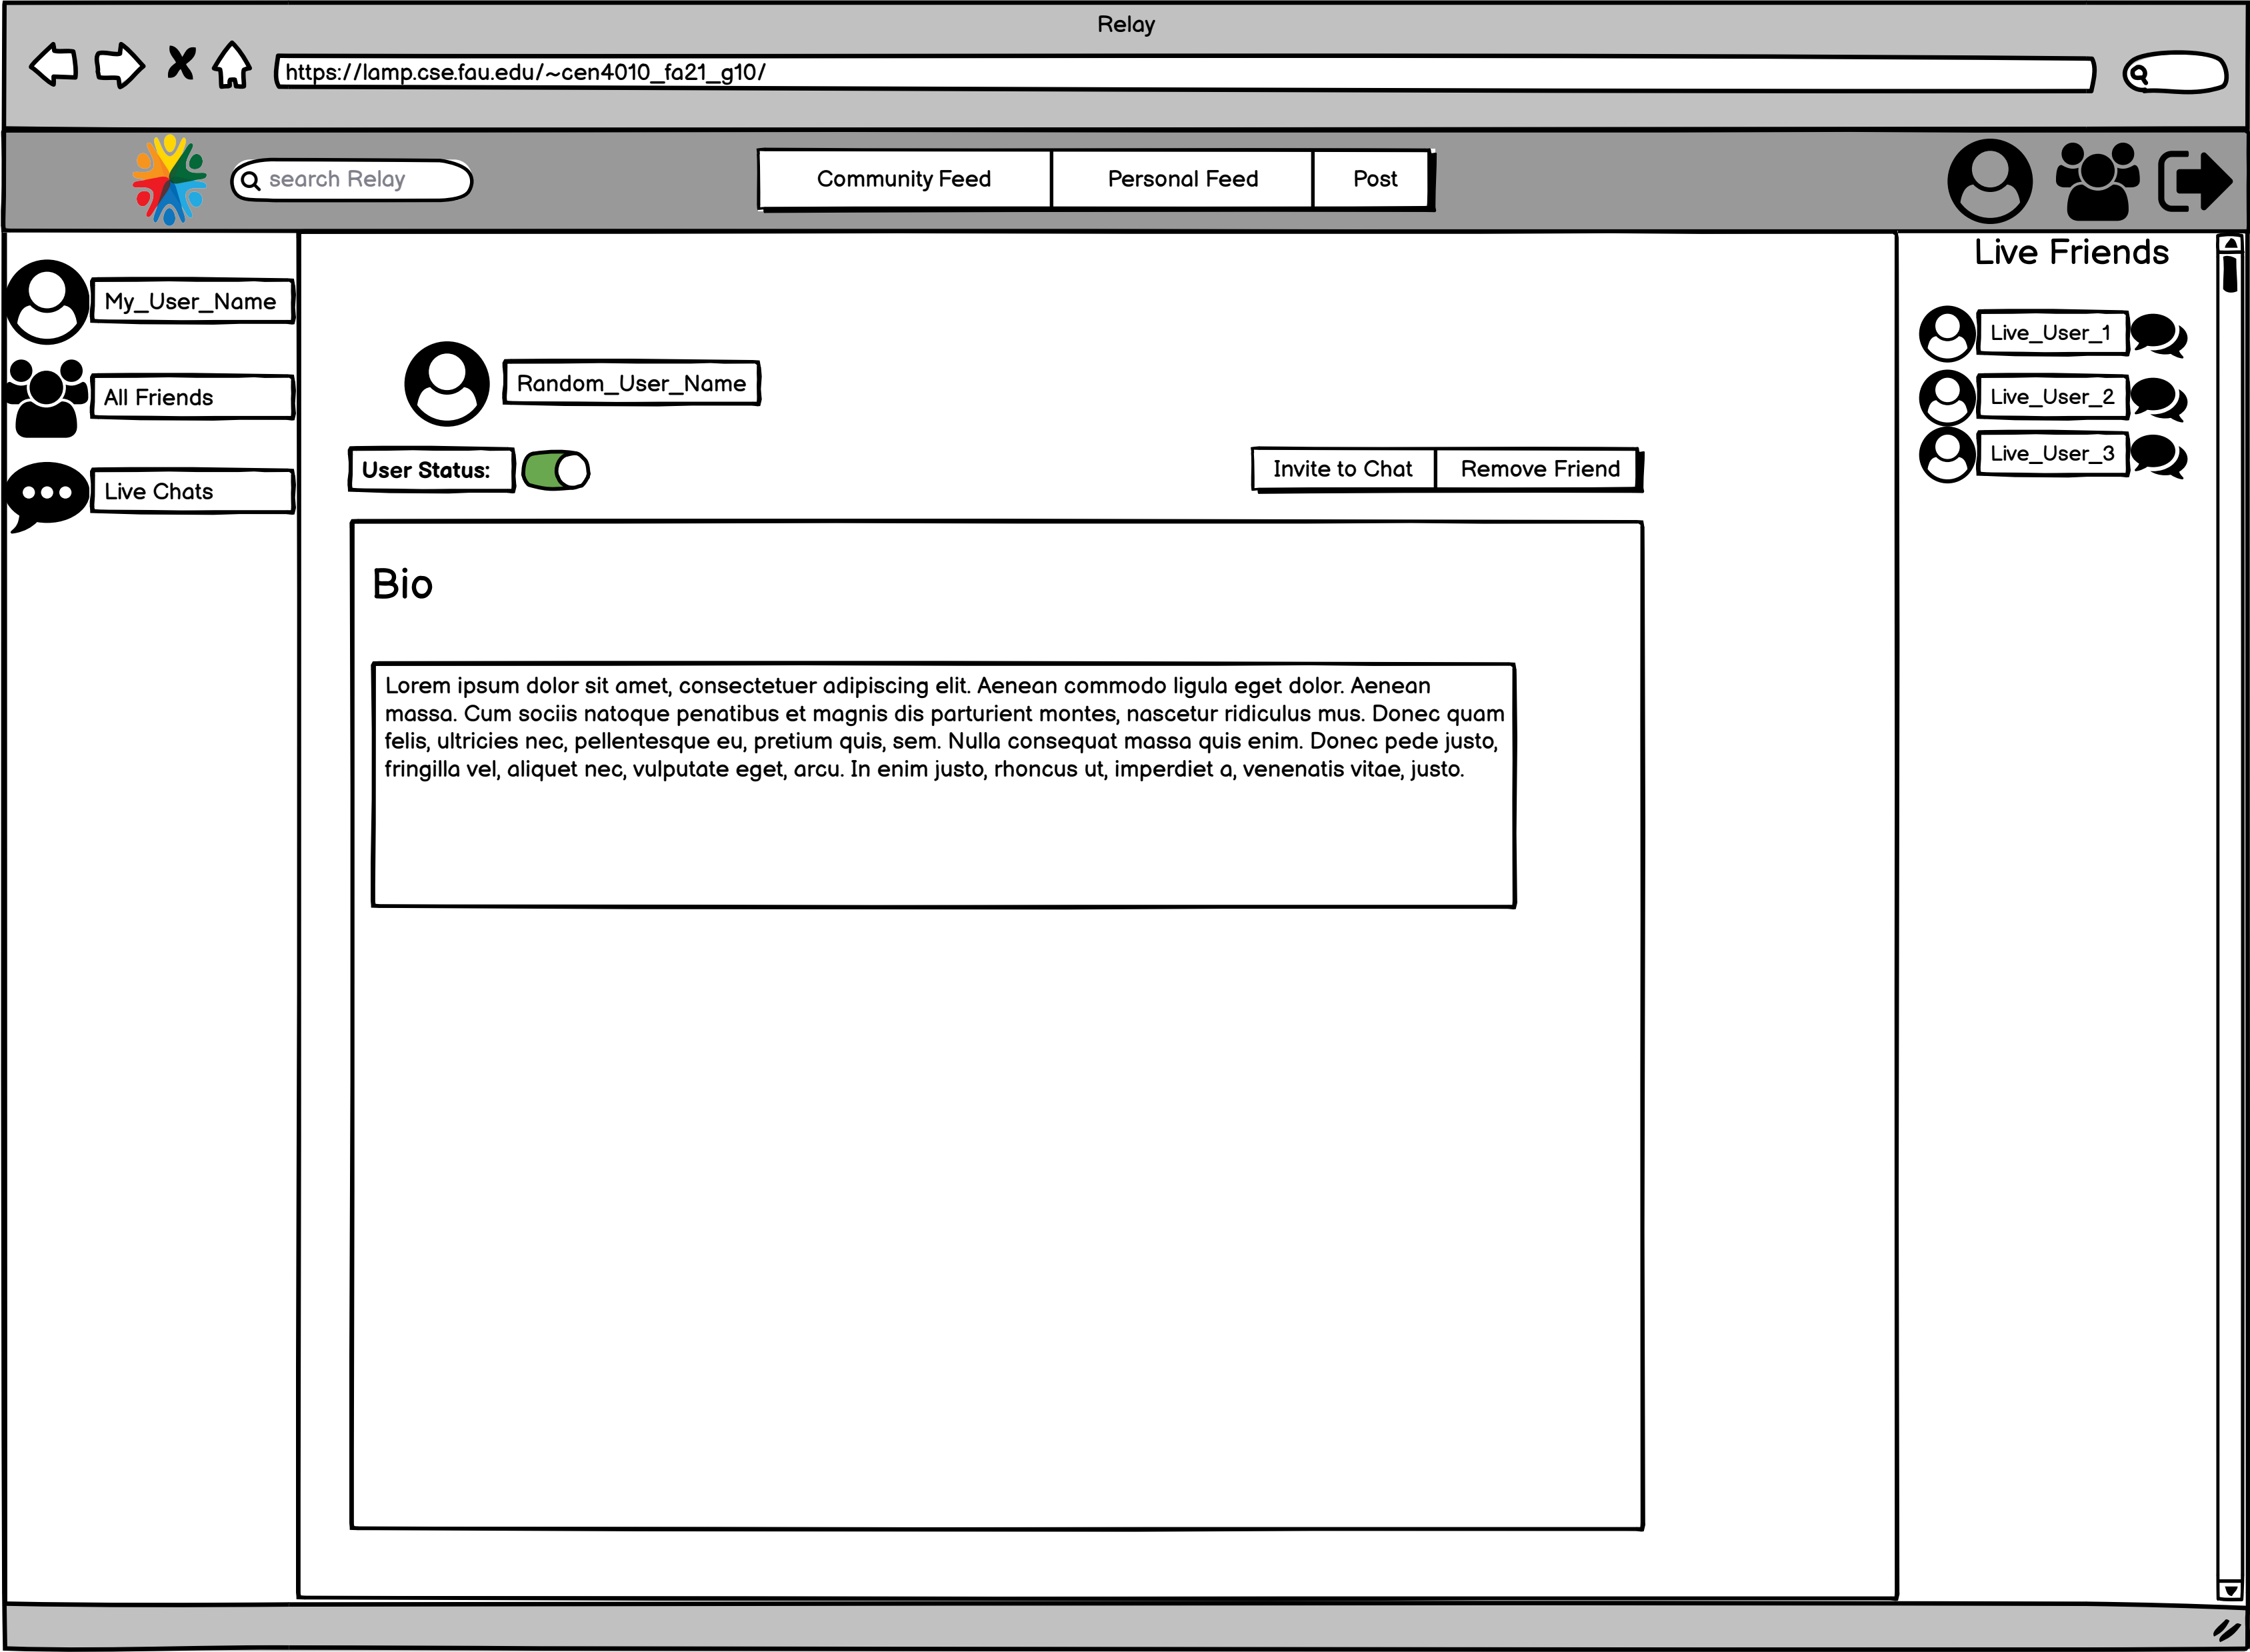 Relay
https://lamp.cse.fau.edu/~cen4010_fa21_g10/
search Relay
Community Feed
Personal Feed
Post
My_User_Name
All Friends
Live Chats
Random_User_Name
User Status:
Invite to Chat
Remove Friend
Bio
Lorem ipsum dolor sit amet, consectetuer adipiscing elit. Aenean commodo ligula eget dolor. Aenean
massa. Cum sociis natoque penatibus et magnis dis parturient montes, nascetur ridiculus mus. Donec quam
felis, ultricies nec, pellentesque eu, pretium quis, sem. Nulla consequat massa quis enim. Donec pede justo,
fringilla vel, aliquet nec, vulputate eget, arcu. In enim justo, rhoncus ut, imperdiet a, venenatis vitae, justo.
Live Friends
Live_User_1
Live_User_2
Live_User_3